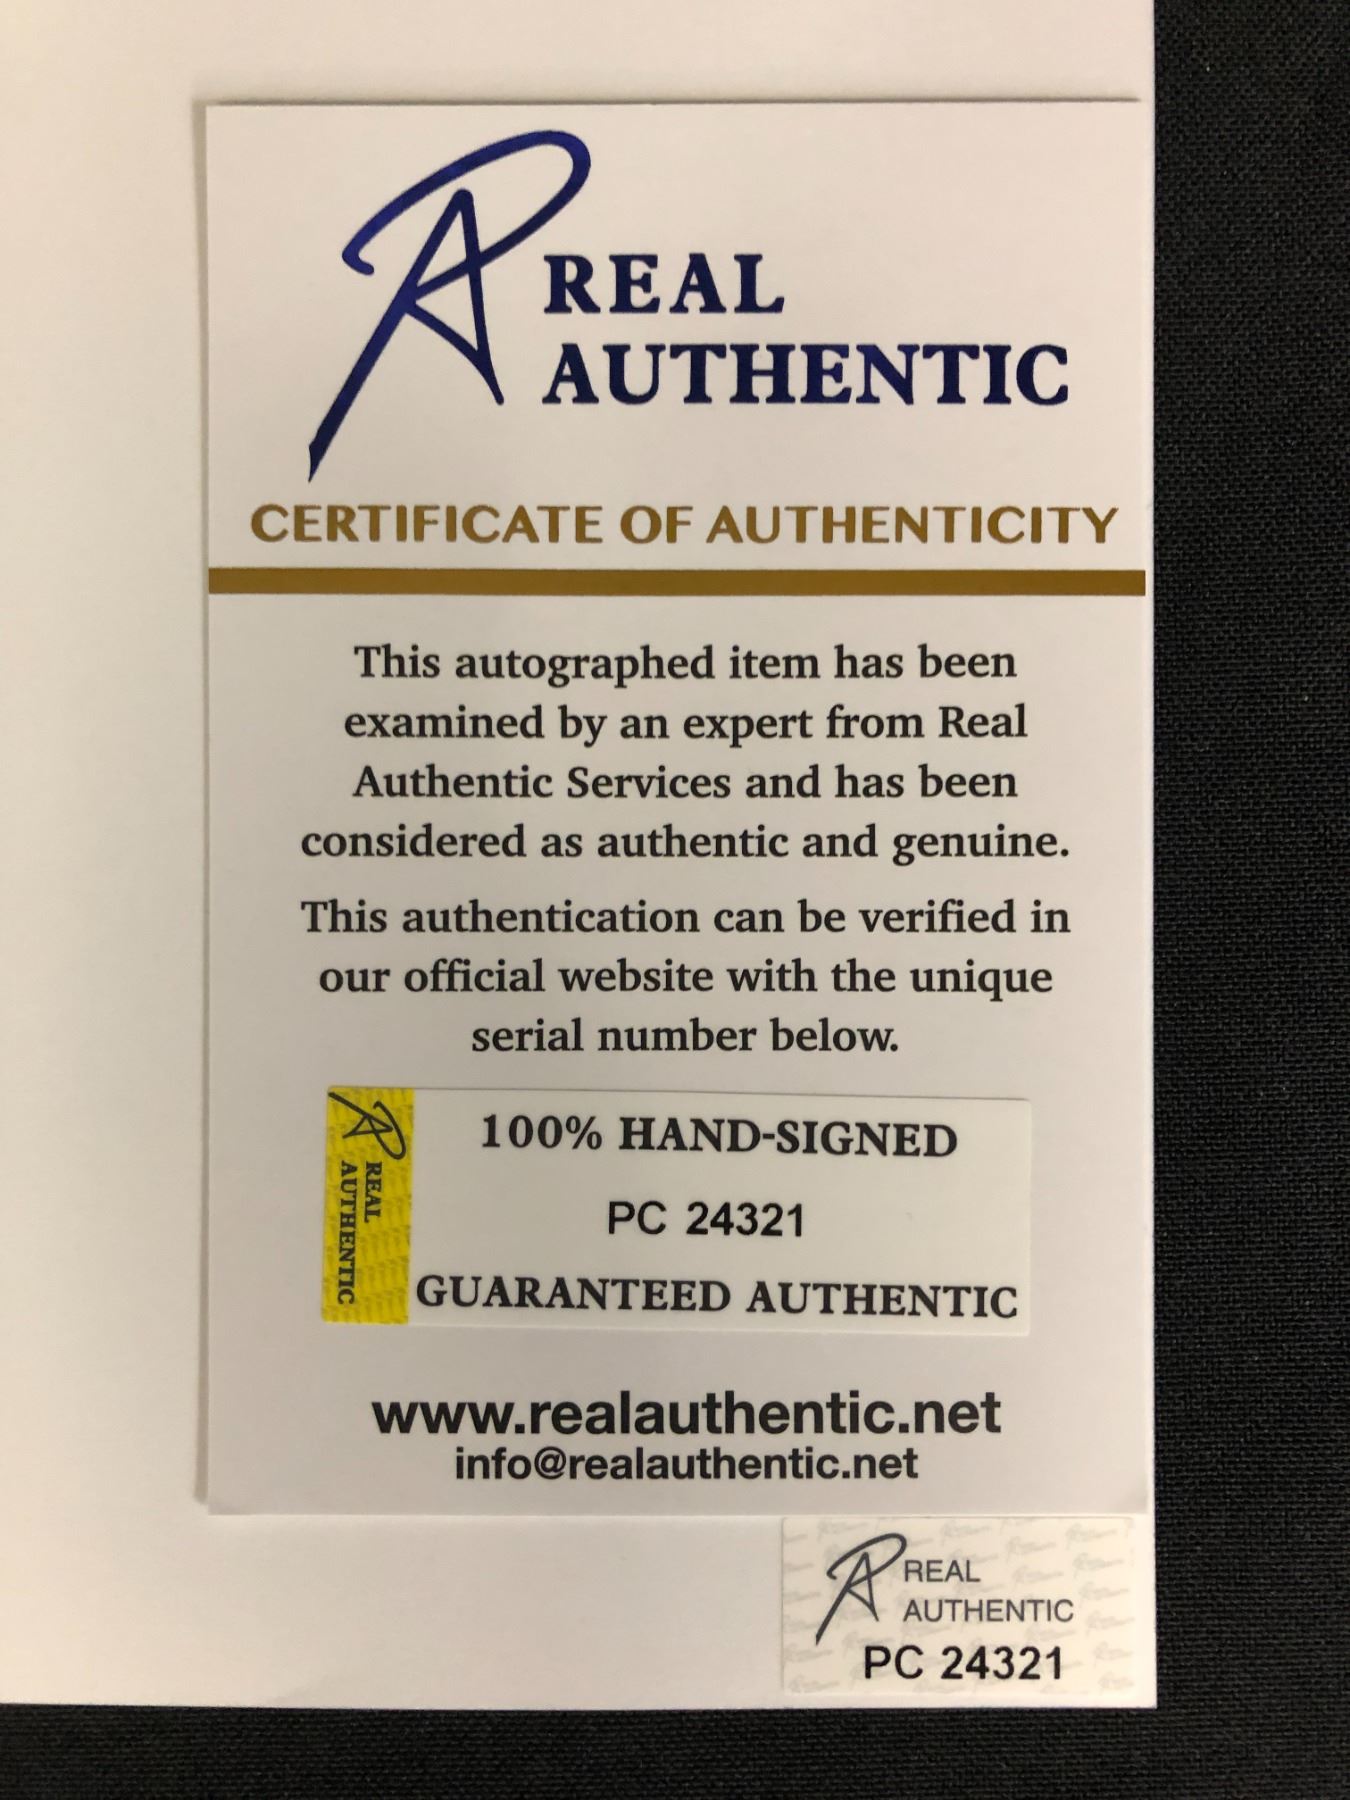 REAL
AUTHENTIC
CERTIFICATE OF AUTHENTICITY
This autographed item has been
examined by an expert from Real
Authentic Services and has been
considered as authentic and genuine.
This authentication can be verified in
our official website with the unique
serial number below.
REAL
AUTHENTIC
100% HAND-SIGNED
PC 24321
GUARANTEED AUTHENTIC
www.realauthentic.net
info@realauthentic.net
REAL
AUTHENTIC
PC 24321